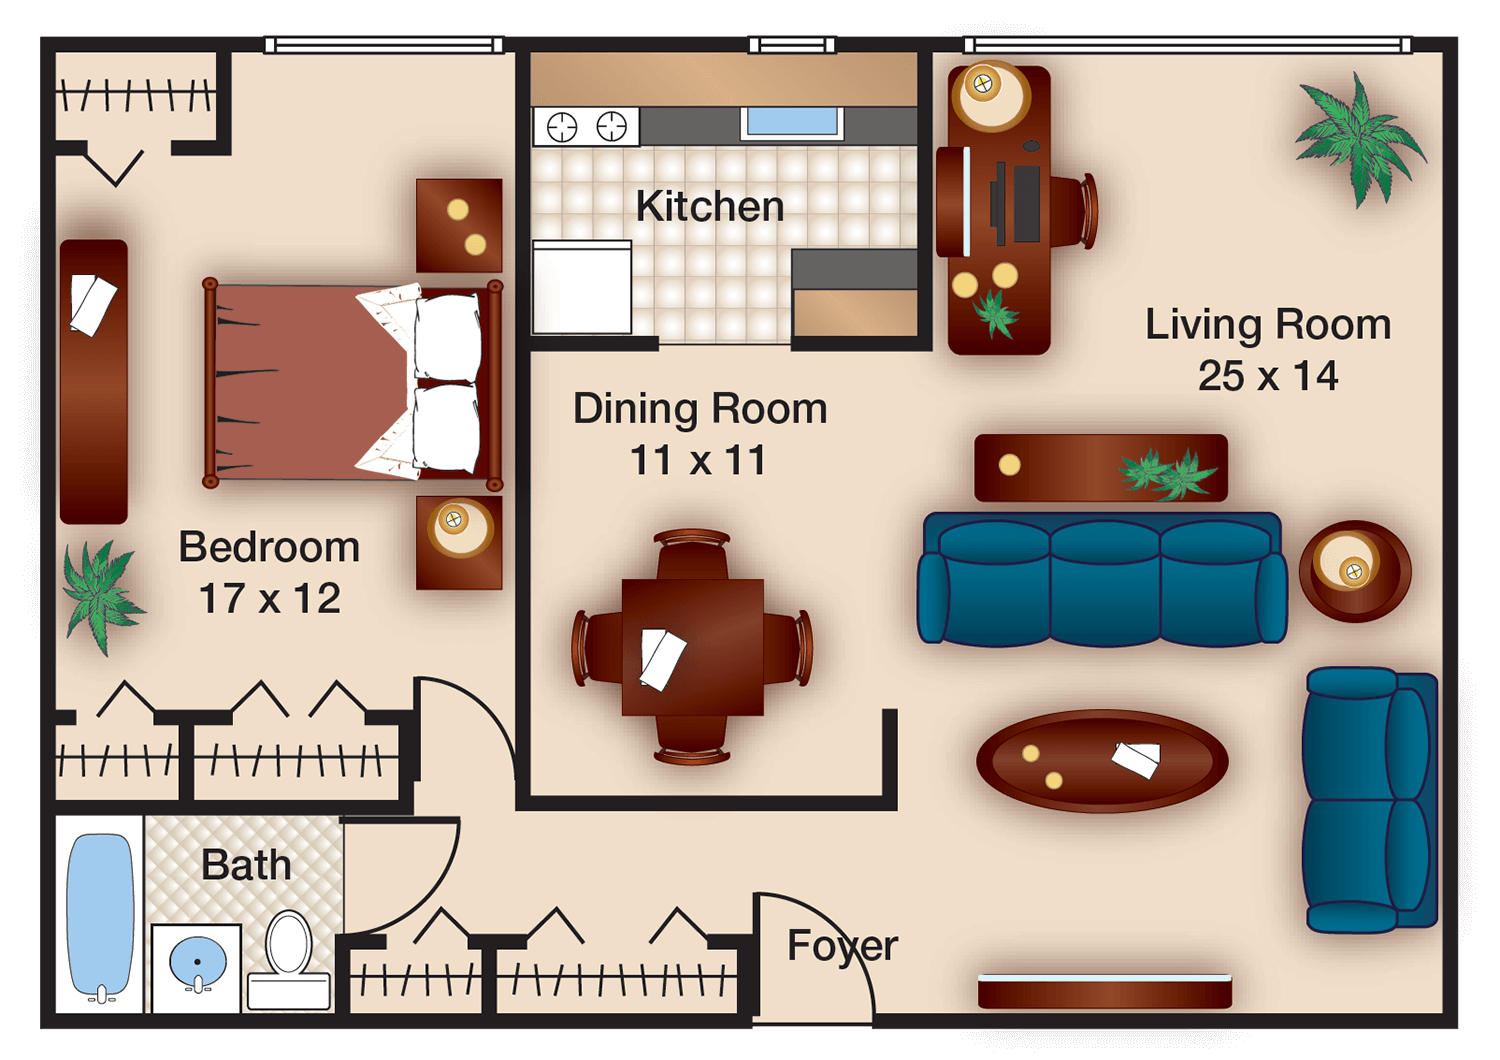 Kitchen
Living Room
25 x 14
Dining Room
11 x 11
Bedroom
17 x 12
Bath
Foyer